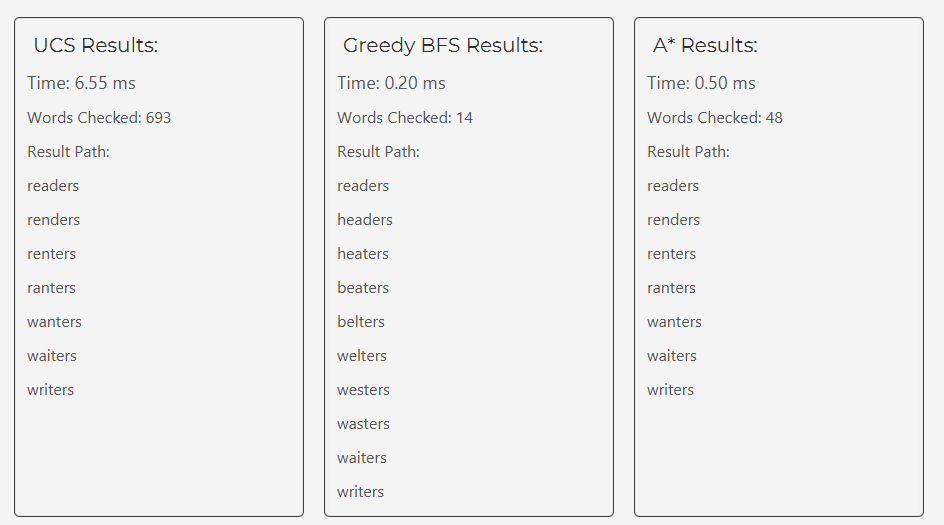 UCS Results:
Time: 6.55 ms
Words Checked: 693
Result Path:
readers
renders
renters
ranters
wanters
waiters
writers
Greedy BFS Results:
Time: 0.20 ms
Words Checked: 14
Result Path:
readers
headers
heaters
beaters
belters
welters
westers
wasters
waiters
writers
A* Results:
Time: 0.50 ms
Words Checked: 48
Result Path:
readers
renders
renters
ranters
wanters
waiters
writers